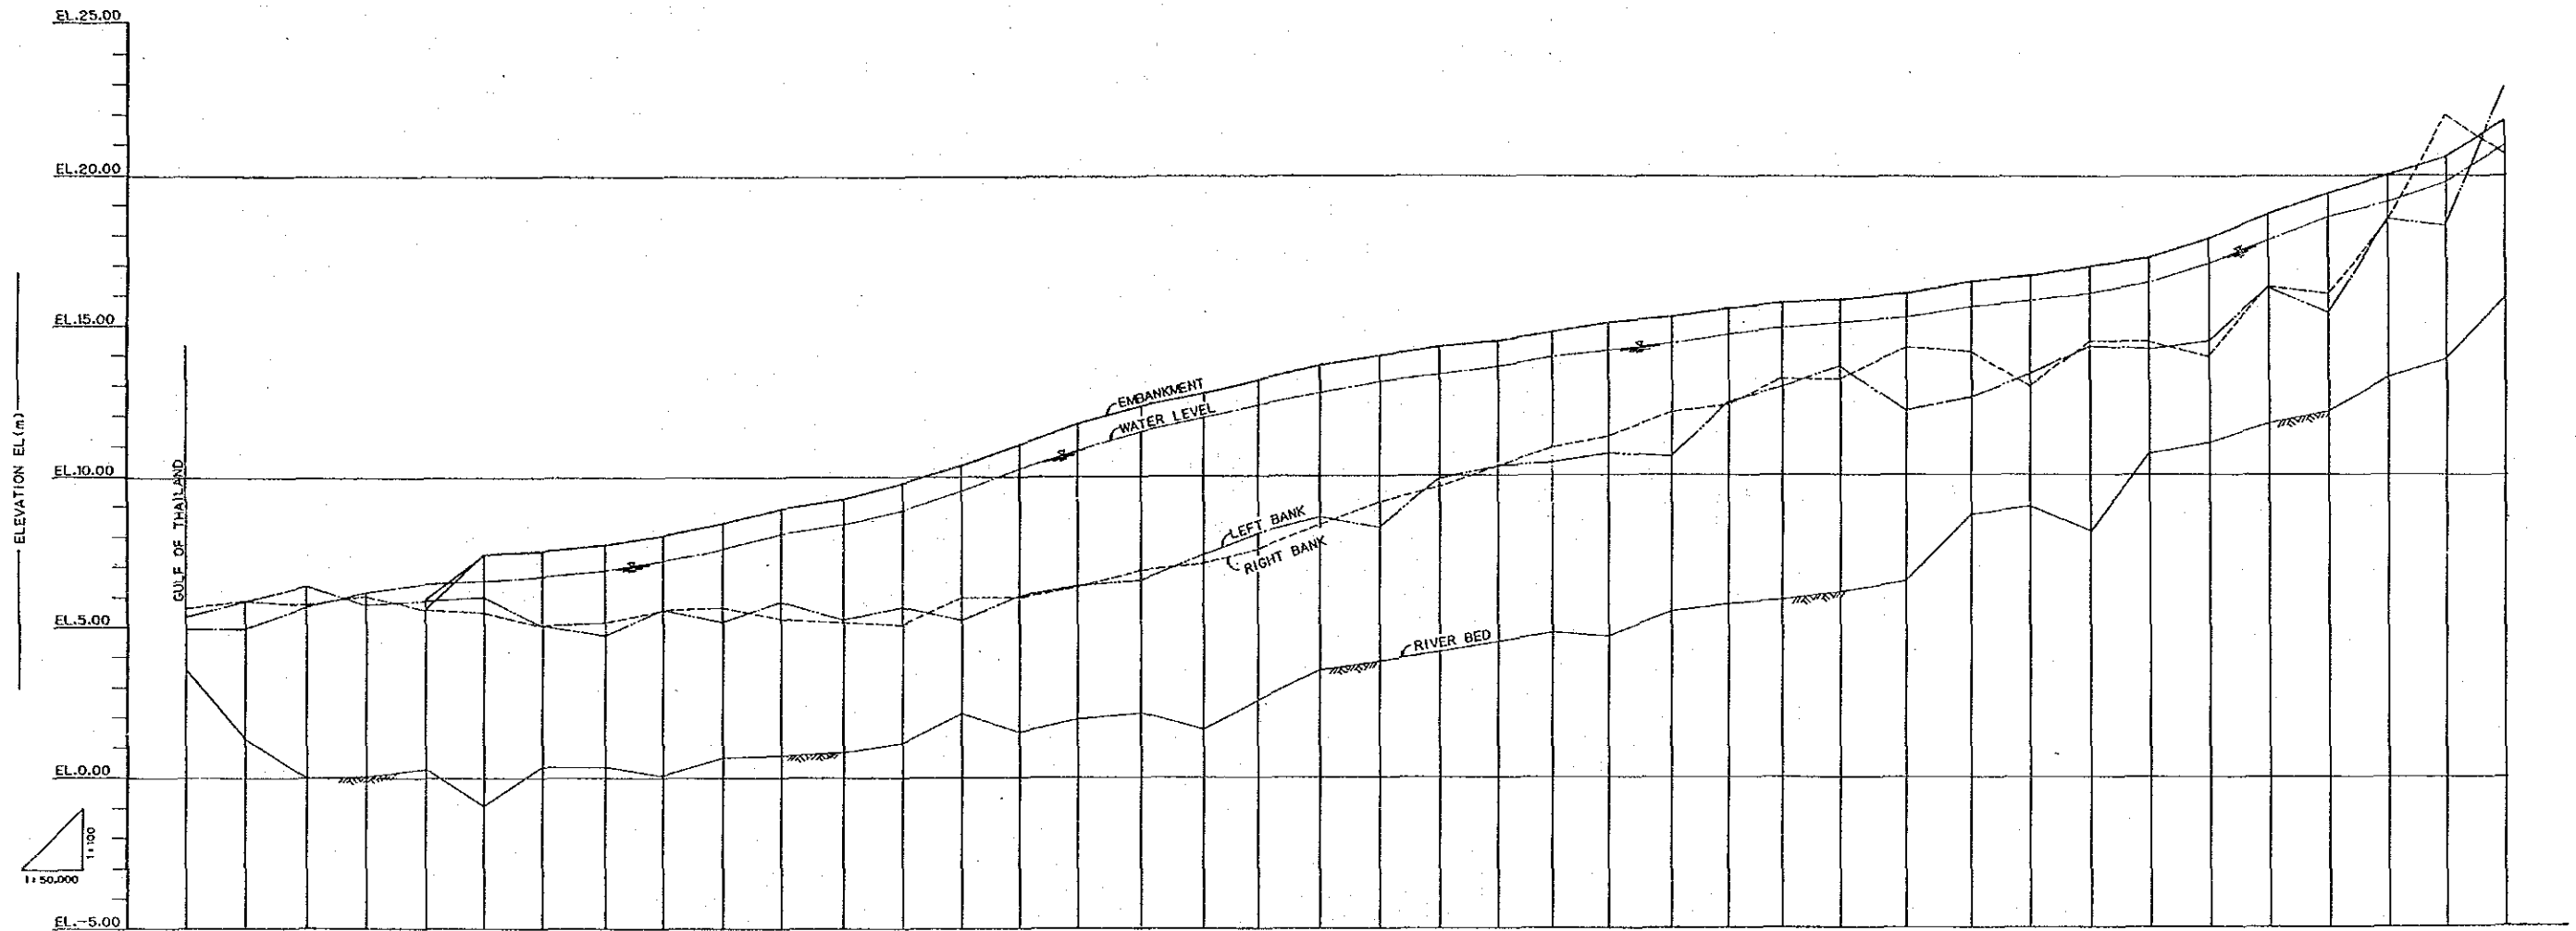 EL.25.00
EL.20.00
EL.15.00
EL.10.00
EL.5.00
EL.0.00
EL.-5.00
ELEVATION EL(m)
GULF OF THAILAND
EMBANKMENT
WATER LEVEL
LEFT BANK
RIGHT BANK
RIVER BED
1:100
1:50,000